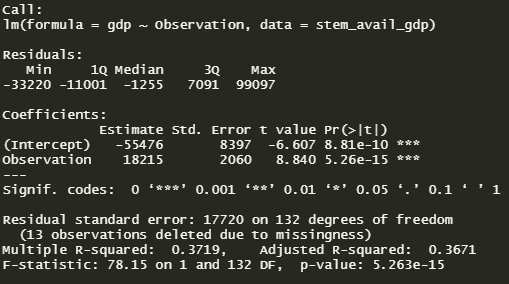 Call:
lm(formula = gdp ~ Observation, data = stem_avail_gdp)
Residuals:
Min 1Q Median 3Q Max
-33220 -11001 -1255 7091 99097
Coefficients:
Estimate Std. Error t value Pr(>|t|)
(Intercept) -55476 8397 -6.607 8.81e-10 ***
Observation 18215 2060 8.840 5.26e-15 ***
---
Signif. codes: 0 ‘***’ 0.001 ‘**’ 0.01 ‘*’ 0.05 ‘.’ 0.1 ‘ ’ 1
Residual standard error: 17720 on 132 degrees of freedom
(13 observations deleted due to missingness)
Multiple R-squared: 0.3719, Adjusted R-squared: 0.3671
F-statistic: 78.15 on 1 and 132 DF, p-value: 5.263e-15